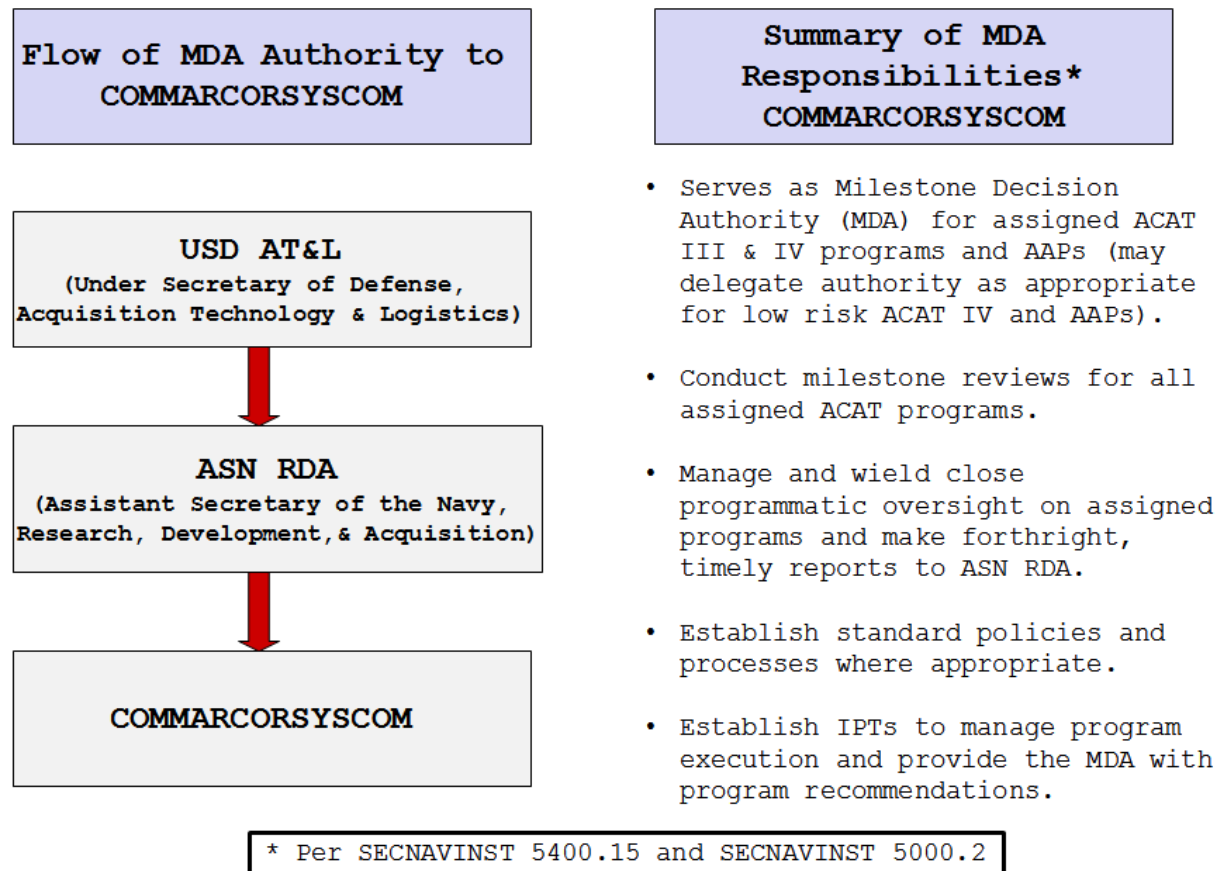 Flow of MDA Authority to
COMMARCORSYSCOM
USD AT&L
(Under Secretary of Defense,
Acquisition Technology & Logistics)
ASN RDA
(Assistant Secretary of the Navy,
Research, Development,& Acquisition)
COMMARCORSYSCOM
Summary of MDA
Responsibilities*
COMMARCORSYSCOM
• Serves as Milestone Decision
Authority (MDA) for assigned ACAT
III & IV programs and AAPs (may
delegate authority as appropriate
for low risk ACAT IV and AAPs).
• Conduct milestone reviews for all
assigned ACAT programs.
• Manage and wield close
programmatic oversight on assigned
programs and make forthright,
timely reports to ASN RDA.
• Establish standard policies and
processes where appropriate.
• Establish IPTs to manage program
execution and provide the MDA with
program recommendations.
* Per SECNAVINST 5400.15 and SECNAVINST 5000.2